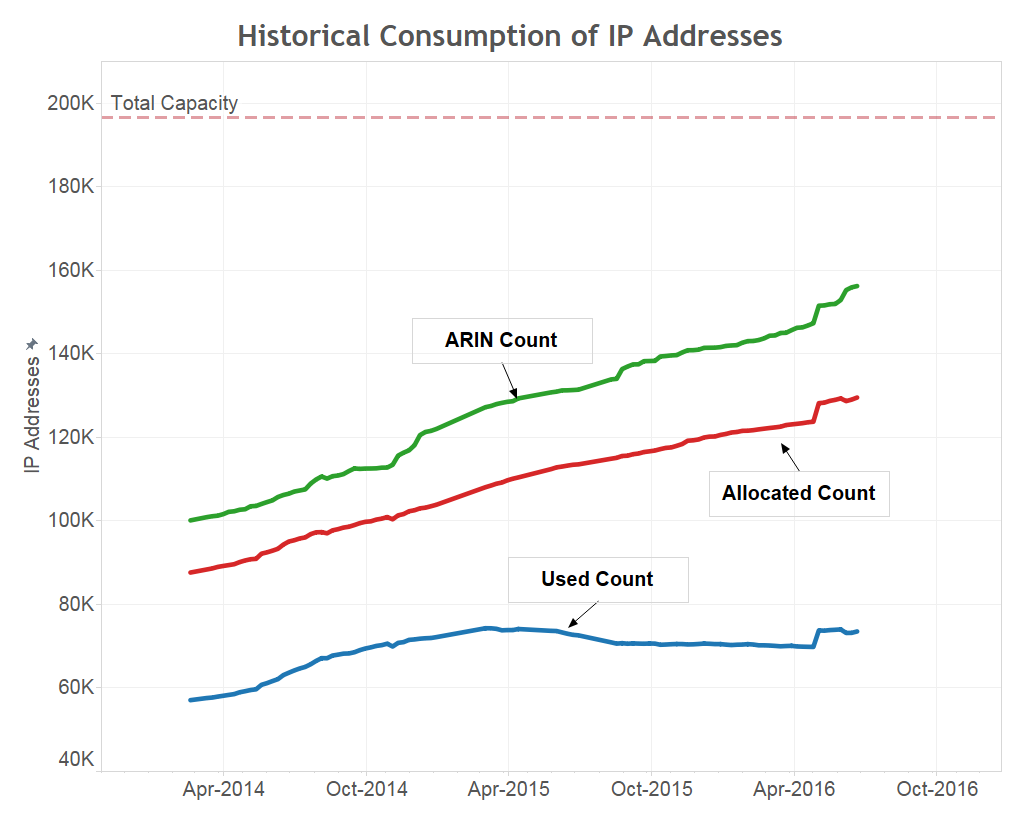 Historical Consumption of IP Addresses
200K
Total Capacity
180K
160K
ARIN Count
140K
IP Addresses
120K
Allocated Count
100K
Used Count
80K
60K
40K
Apr-2014 Oct-2014 Apr-2015 Oct-2015 Apr-2016 Oct-2016